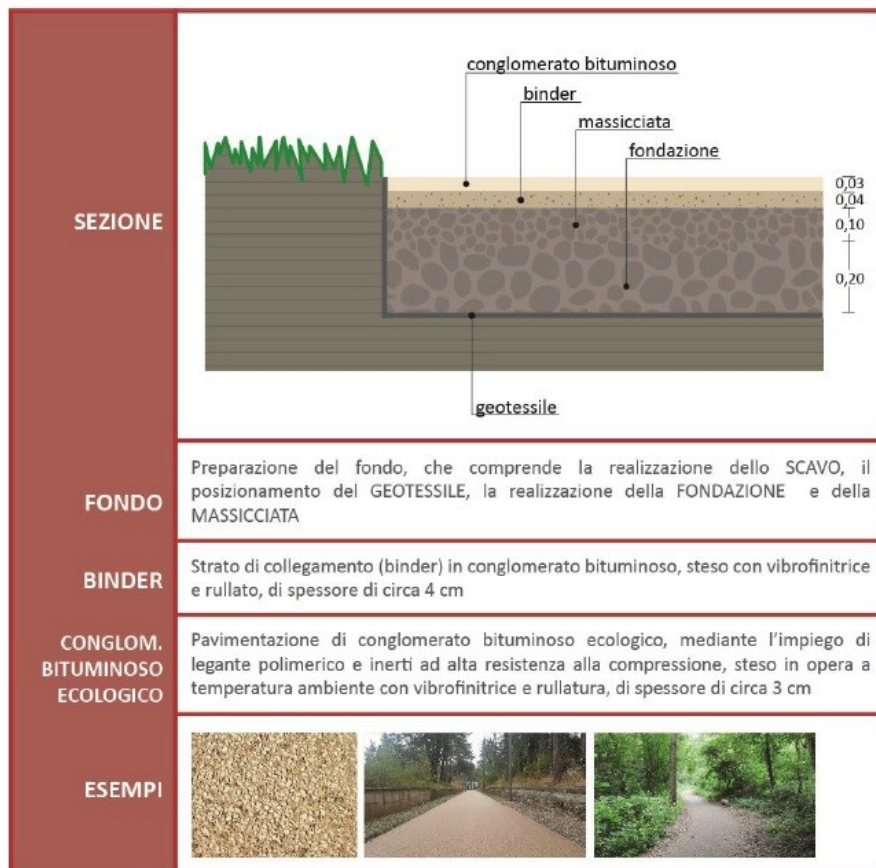 SEZIONE
conglomerato bituminoso
binder
massicciata
fondazione
0,03
0,04
0,10
0,20
geotessile
FONDO
Preparazione del fondo, che comprende la realizzazione dello SCAVO, il
posizionamento del GEOTESSILE, la realizzazione della FONDAZIONE e della
MASSICCIATA
BINDER
Strato di collegamento (binder) in conglomerato bituminoso, steso con vibrofinitrice
e rullato, di spessore di circa 4 cm
CONGLOM.
BITUMINOSO
ECOLOGICO
Pavimentazione di conglomerato bituminoso ecologico, mediante l'impiego di
legante polimerico e inerti ad alta resistenza alla compressione, steso in opera a
temperatura ambiente con vibrofinitrice e rullatura, di spessore di circa 3 cm
ESEMPI